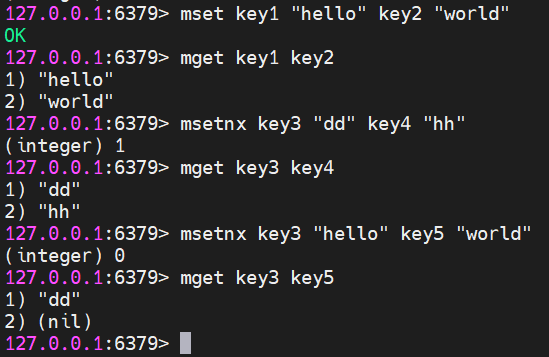 127.0.0.1:6379> mset key1 "hello" key2 "world"
OK
127.0.0.1:6379> mget key1 key2
1) "hello"
2) "world"
127.0.0.1:6379> msetnx key3 "dd" key4 "hh"
(integer) 1
127.0.0.1:6379> mget key3 key4
1) "dd"
2) "hh"
127.0.0.1:6379> msetnx key3 "hello" key5 "world"
(integer) 0
127.0.0.1:6379> mget key3 key5
1) "dd"
2) (nil)
127.0.0.1:6379>